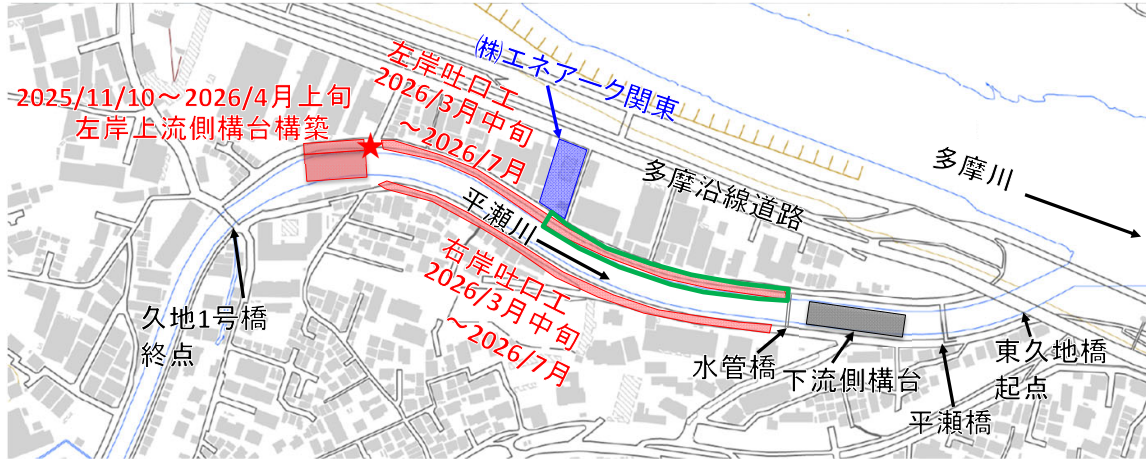 2025/11/10～2026/4月上旬
左岸上流側構台構築
左岸吐口工
2026/3月中旬
～2026/7月
㈱エネアーク関東
多摩沿線道路
多摩川
平瀬川
右岸吐口工
2026/3月中旬
～2026/7月
久地1号橋
終点
水管橋
下流側構台
平瀬橋
東久地橋
起点